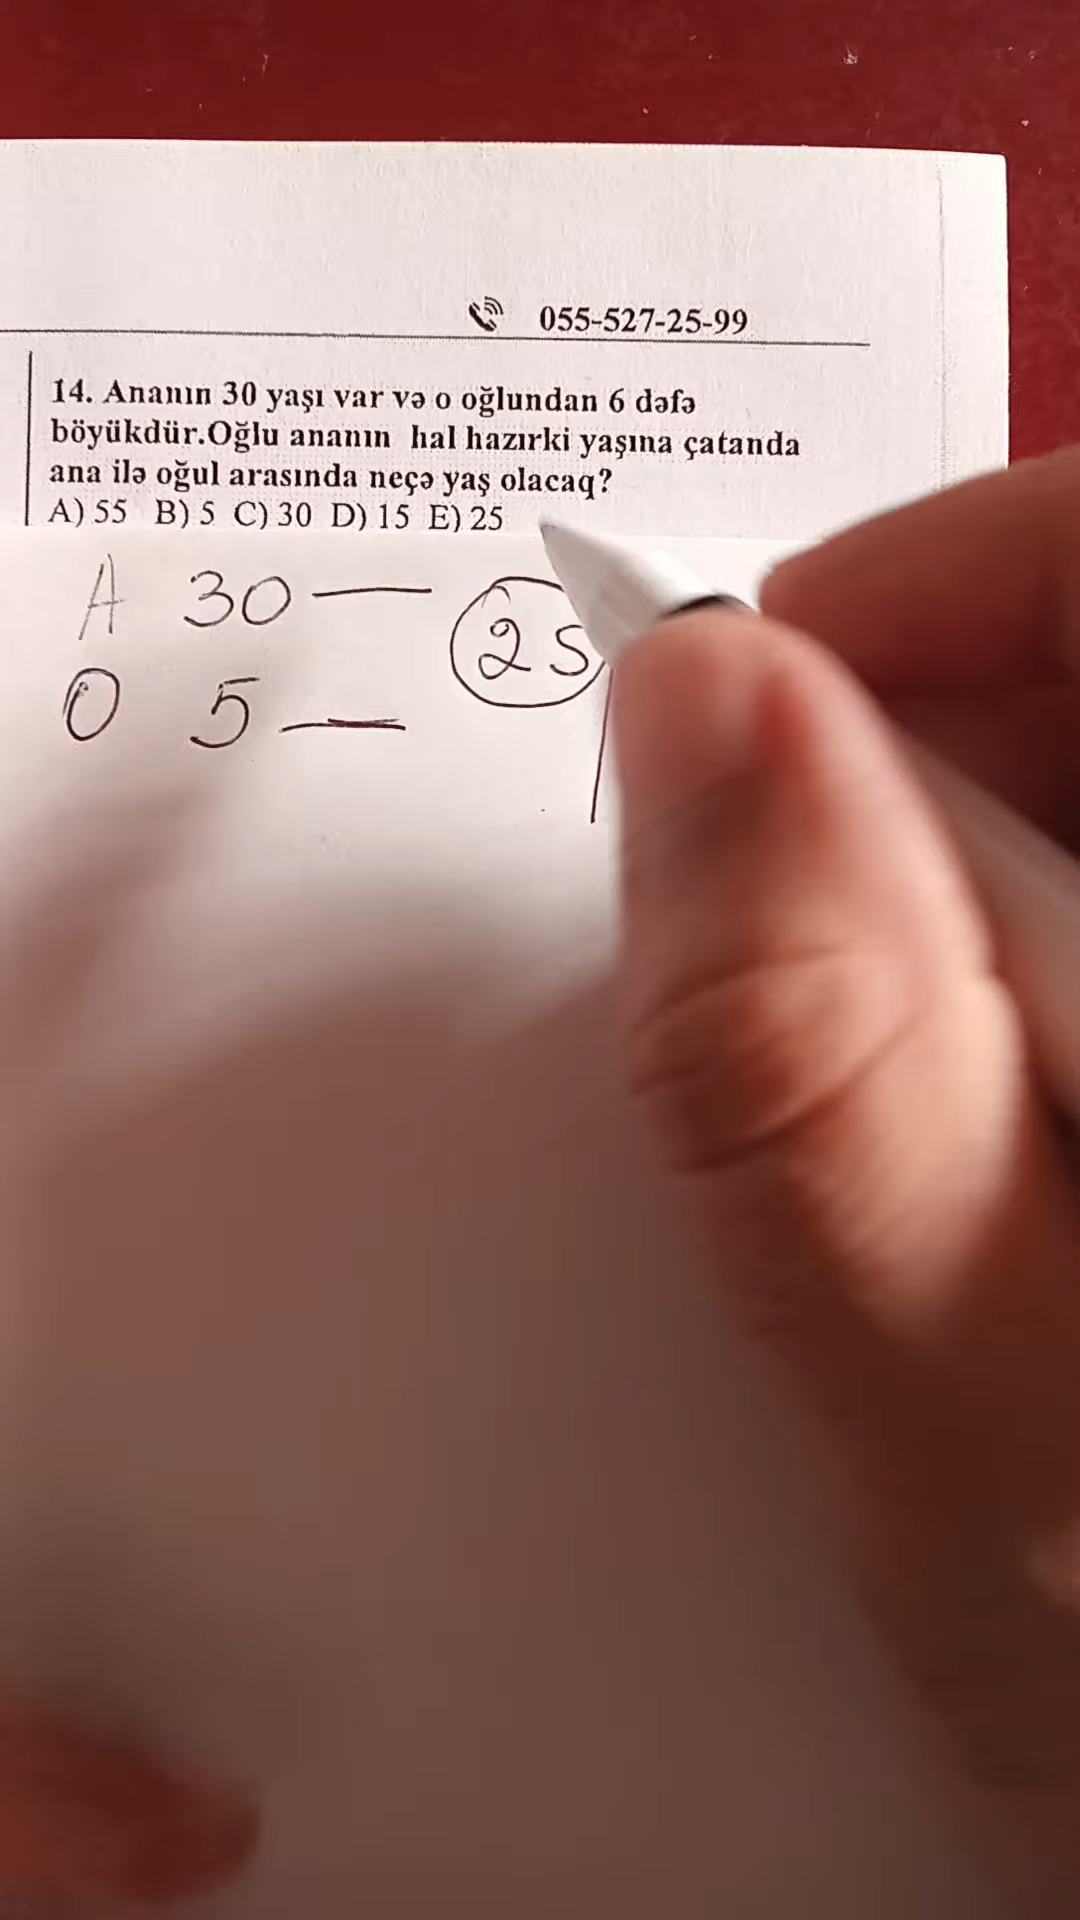 055-527-25-99
14. Ananın 30 yaşı var və o oğlundan 6 dəfə
böyükdür.Oğlu ananın hal hazırki yaşına çatanda
ana ilə oğul arasında neçə yaş olacaq?
A) 55 B) 5 C) 30 D) 15 E) 25
A 30 —
25
O 5 —